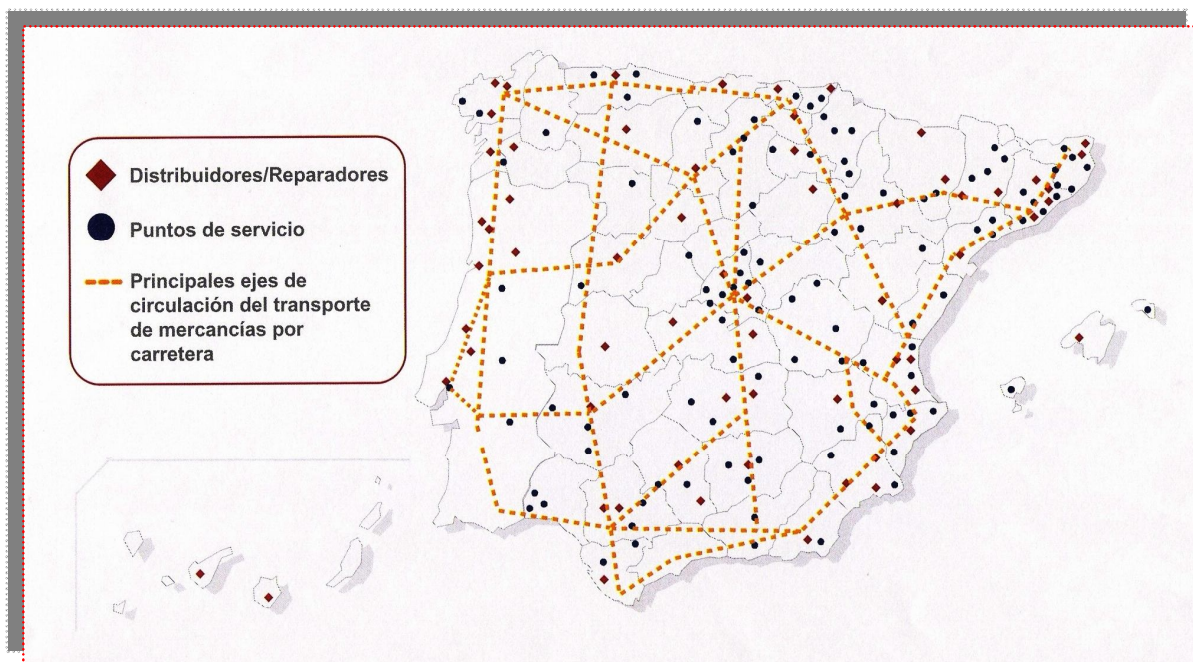 Distribuidores/Reparadores
Puntos de servicio
Principales ejes de
circulación del transporte
de mercancías por
carretera